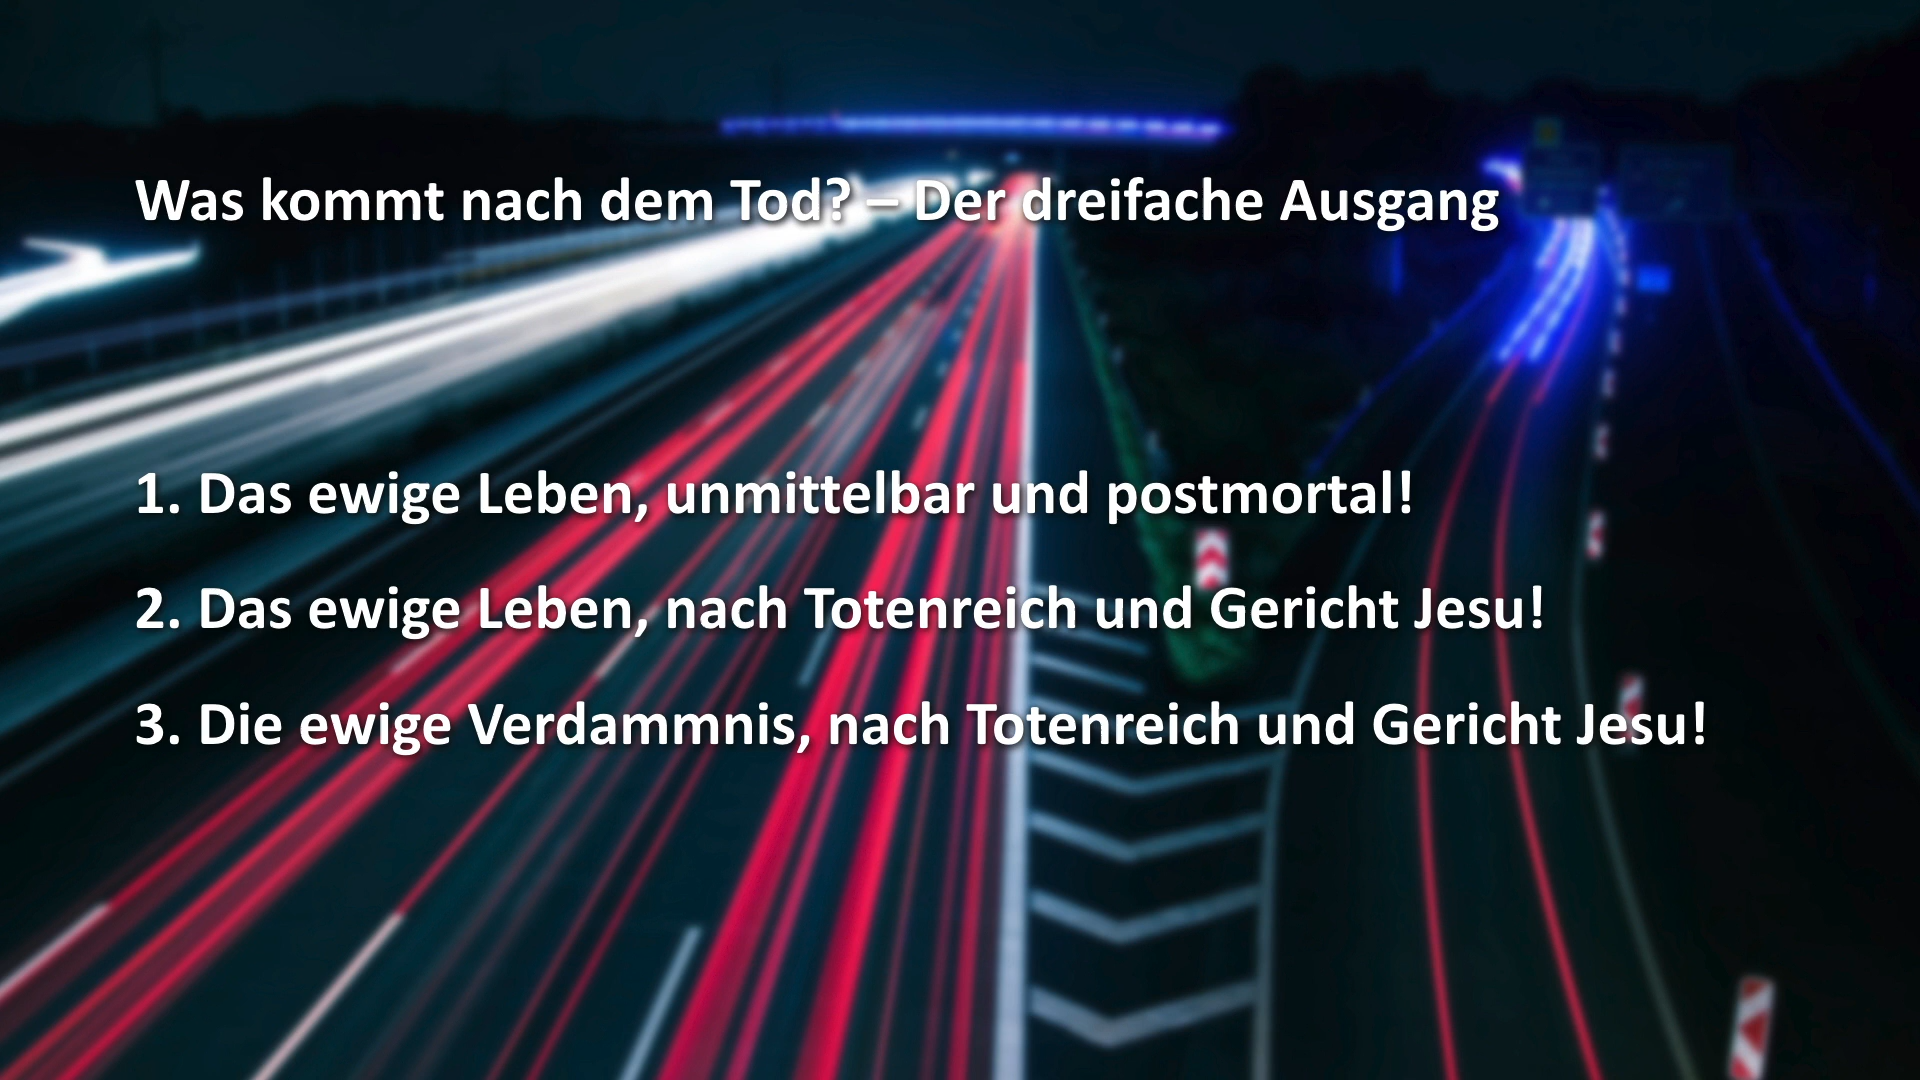 Was kommt nach dem Tod? – Der dreifache Ausgang
1. Das ewige Leben, unmittelbar und postmortal!
2. Das ewige Leben, nach Totenreich und Gericht Jesu!
3. Die ewige Verdammnis, nach Totenreich und Gericht Jesu!